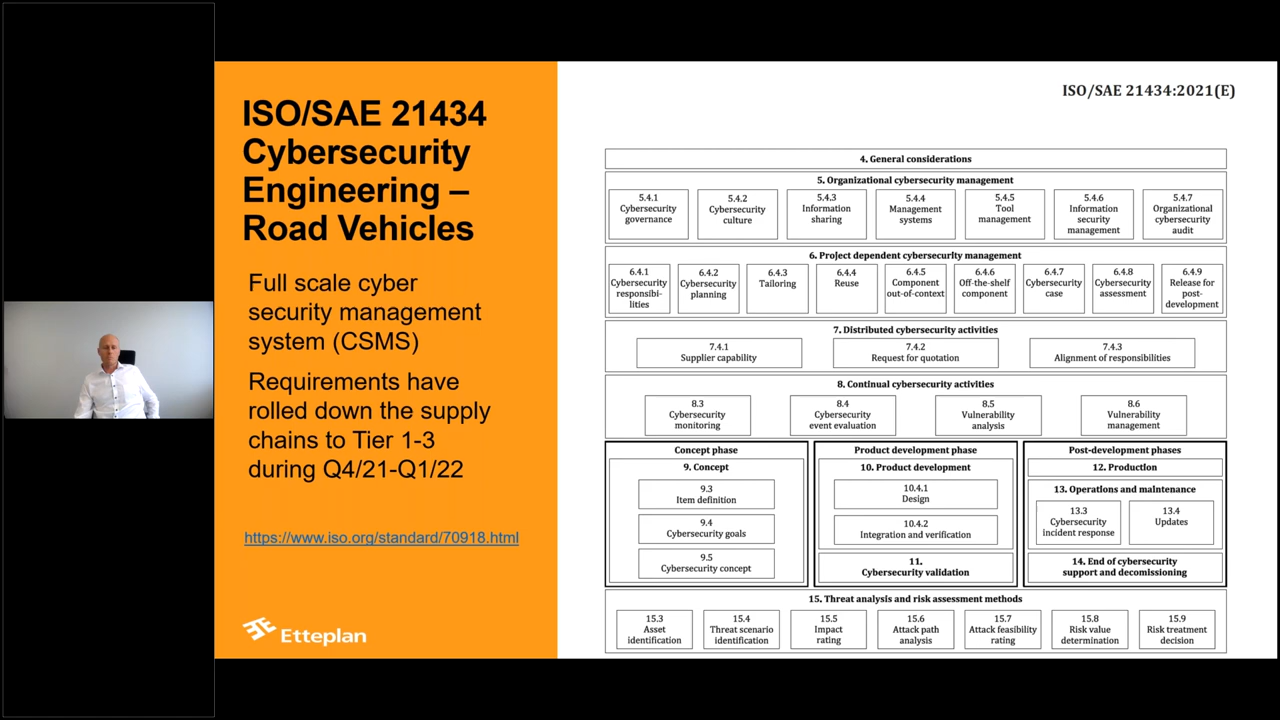 ISO/SAE 21434
Cybersecurity
Engineering –
Road Vehicles
Full scale cyber
security management
system (CSMS)
Requirements have
rolled down the supply
chains to Tier 1-3
during Q4/21-Q1/22
https://www.iso.org/standard/70918.html
Etteplan
ISO/SAE 21434:2021(E)
4. General considerations
5. Organizational cybersecurity management
5.4.1
Cybersecurity
governance
5.4.2
Cybersecurity
culture
5.4.3
Information
sharing
5.4.4
Management
systems
5.4.5
Tool
management
5.4.6
Information
security
management
5.4.7
Organizational
cybersecurity
audit
6. Project dependent cybersecurity management
6.4.1
Cybersecurity
responsibi-
lities
6.4.2
Cybersecurity
planning
6.4.3
Tailoring
6.4.4
Reuse
6.4.5
Component
out-of-context
6.4.6
Off-the-shelf
component
6.4.7
Cybersecurity
case
6.4.8
Cybersecurity
assessment
6.4.9
Release for
post-
development
7. Distributed cybersecurity activities
7.4.1
Supplier capability
7.4.2
Request for quotation
7.4.3
Alignment of responsibilities
8. Continual cybersecurity activities
8.3
Cybersecurity
monitoring
8.4
Cybersecurity
event evaluation
8.5
Vulnerability
analysis
8.6
Vulnerability
management
Concept phase
9. Concept
9.3
Item definition
9.4
Cybersecurity goals
9.5
Cybersecurity concept
Product development phase
10. Product development
10.4.1
Design
10.4.2
Integration and verification
11.
Cybersecurity validation
Post-development phases
12. Production
13. Operations and maintenance
13.3
Cybersecurity
incident response
13.4
Updates
14. End of cybersecurity
support and decomissioning
15. Threat analysis and risk assessment methods
15.3
Asset
identification
15.4
Threat scenario
identification
15.5
Impact
rating
15.6
Attack path
analysis
15.7
Attack feasibility
rating
15.8
Risk value
determination
15.9
Risk treatment
decision